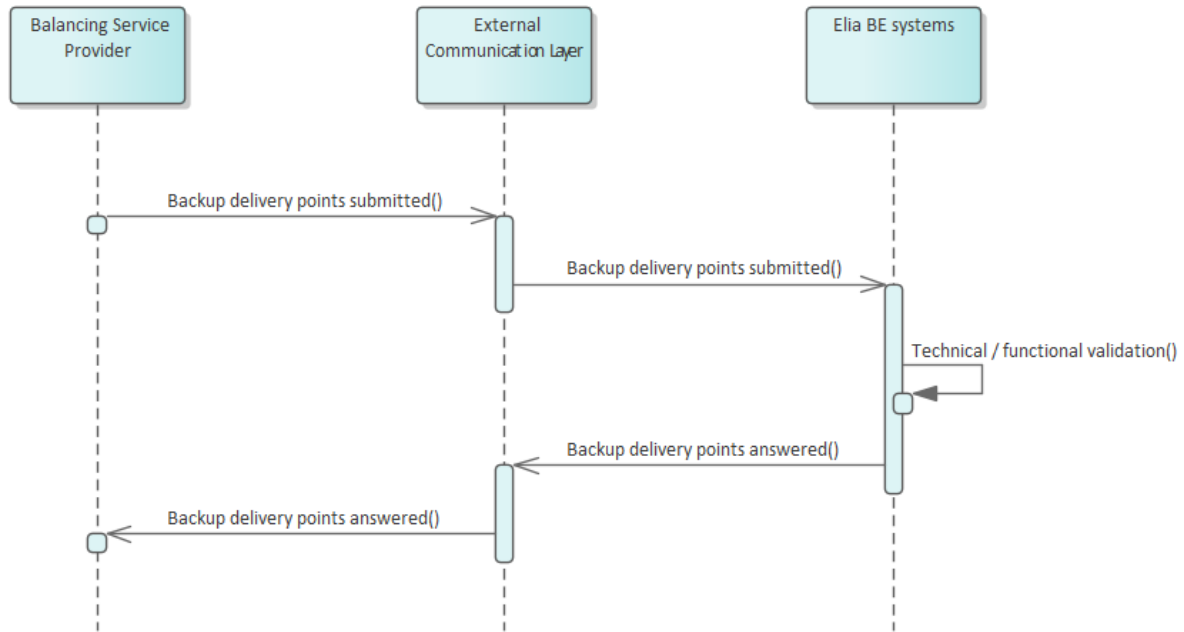 Balancing Service
Provider
External
Communication Layer
Elia BE systems
Backup delivery points submitted()
Backup delivery points submitted()
Technical / functional validation()
Backup delivery points answered()
Backup delivery points answered()